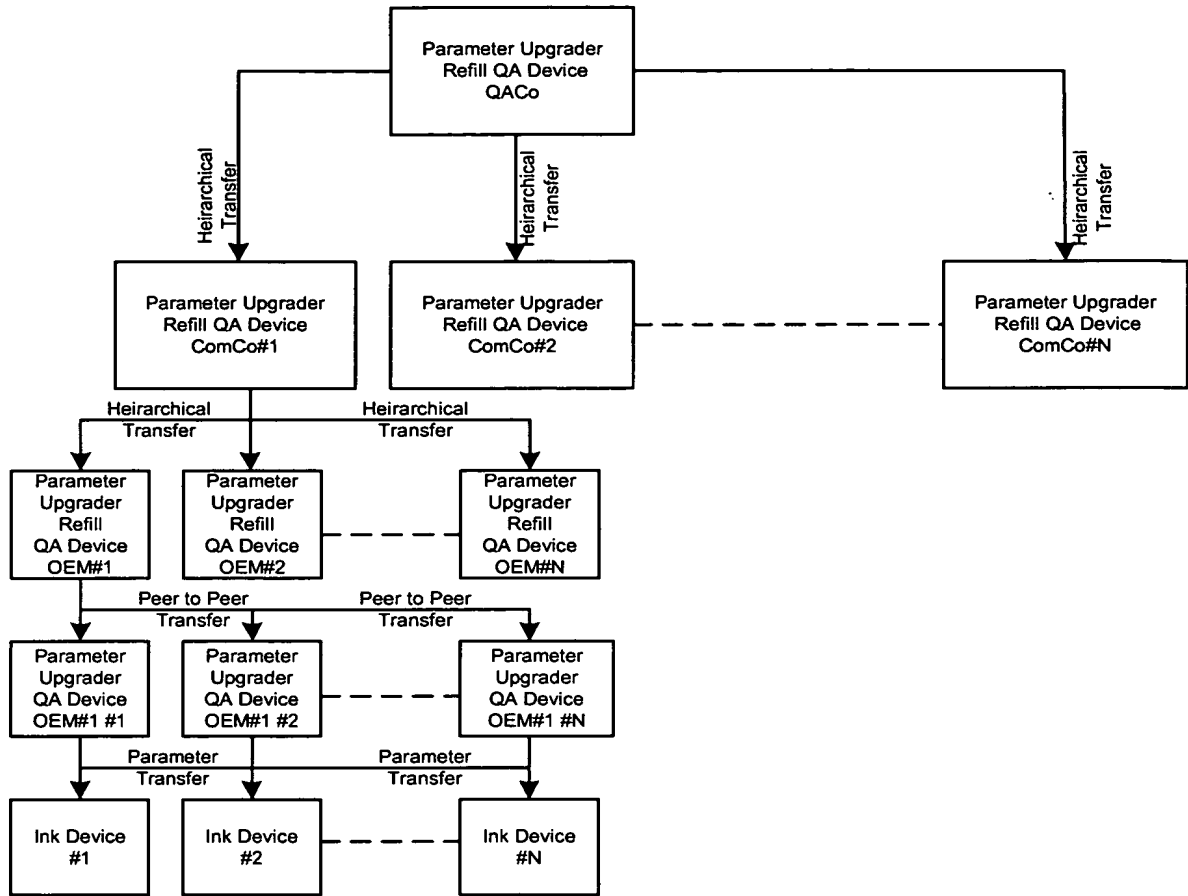 Parameter Upgrader
Refill QA Device
QACo
Heirarchical
Transfer
Heirarchical
Transfer
Heirarchical
Transfer
Parameter Upgrader
Refill QA Device
ComCo#1
Parameter Upgrader
Refill QA Device
ComCo#2
Parameter Upgrader
Refill QA Device
ComCo#N
Heirarchical
Transfer
Heirarchical
Transfer
Parameter
Upgrader
Refill
QA Device
OEM#1
Parameter
Upgrader
Refill
QA Device
OEM#2
Parameter
Upgrader
Refill
QA Device
OEM#N
Peer to Peer
Transfer
Peer to Peer
Transfer
Parameter
Upgrader
QA Device
OEM#1 #1
Parameter
Upgrader
QA Device
OEM#1 #2
Parameter
Upgrader
QA Device
OEM#1 #N
Parameter
Transfer
Parameter
Transfer
Ink Device
#1
Ink Device
#2
Ink Device
#N